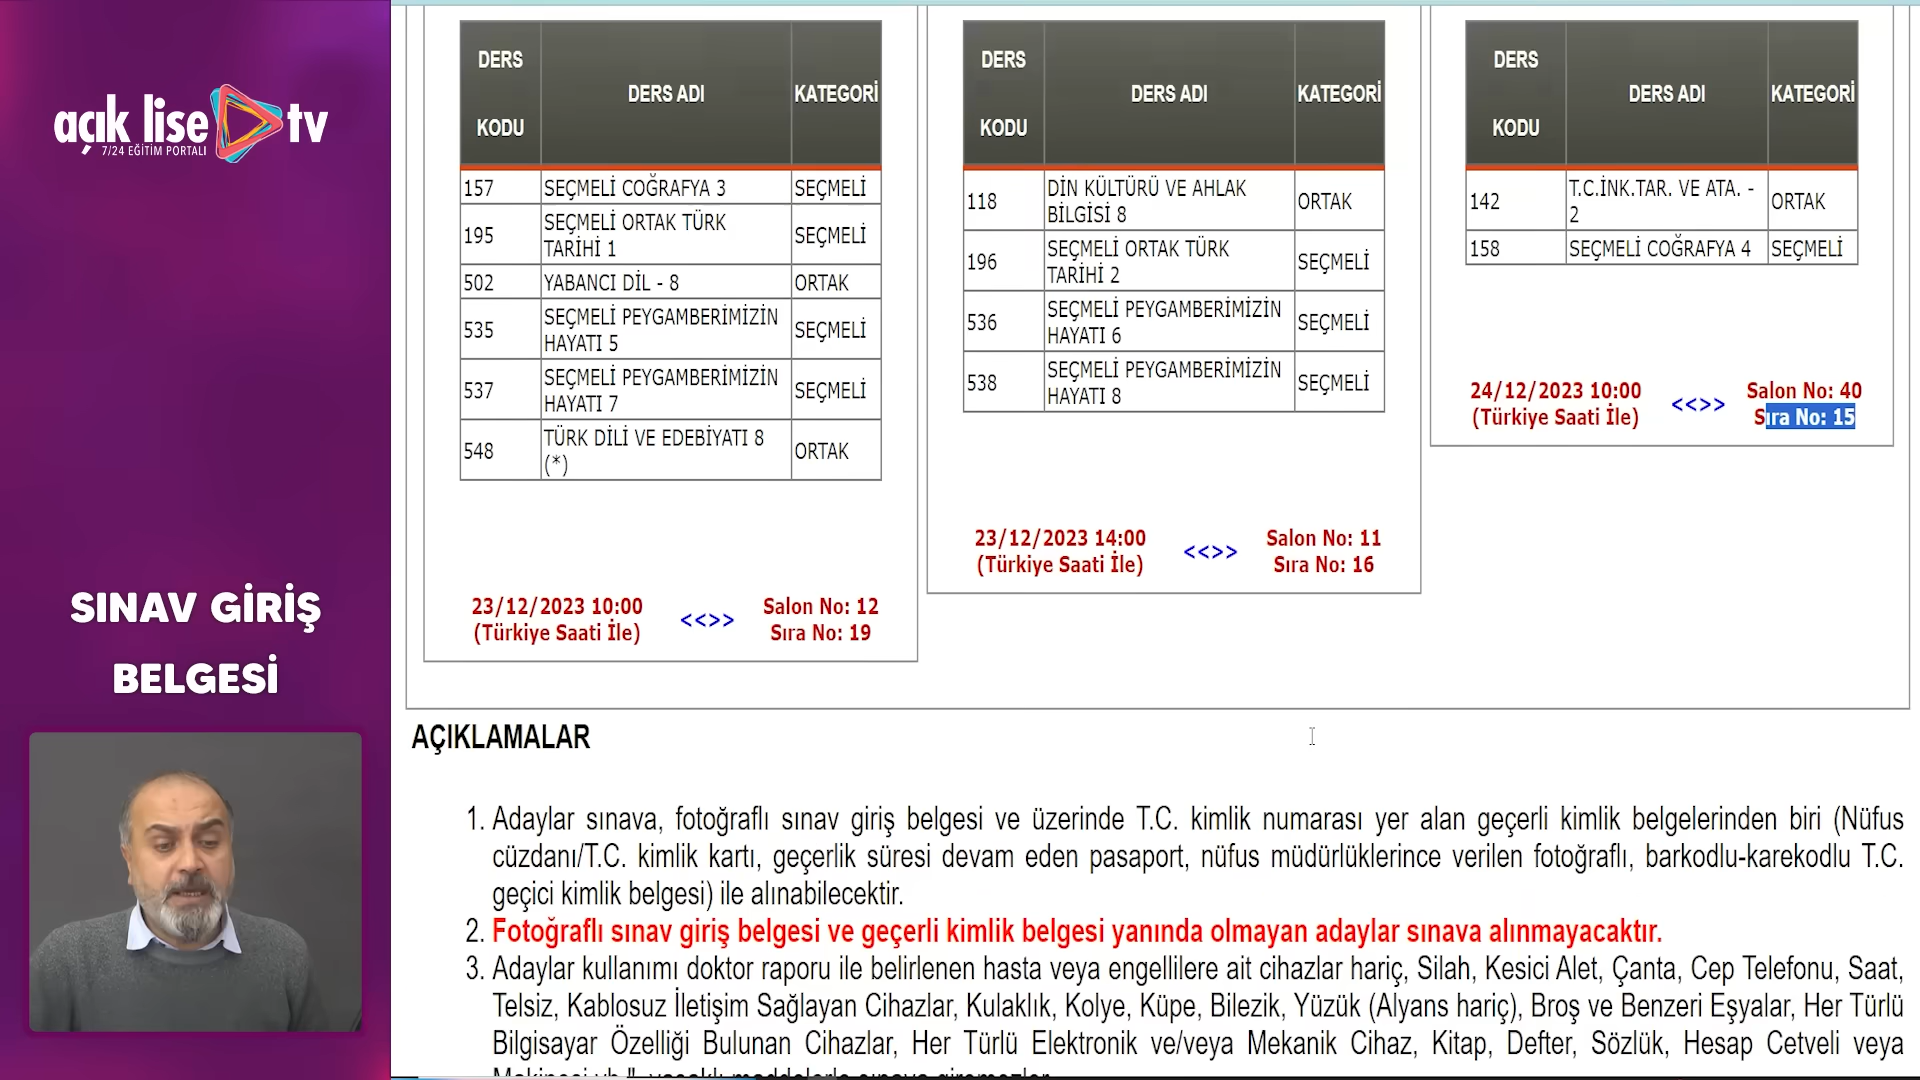 açık lise tv
7/24 EĞİTİM PORTALI
SINAV GİRİŞ
BELGESİ
DERS KODU DERS ADI KATEGORİ
157 SEÇMELİ COĞRAFYA 3 SEÇMELİ
195 SEÇMELİ ORTAK TÜRK TARİHİ 1 SEÇMELİ
502 YABANCI DİL - 8 ORTAK
535 SEÇMELİ PEYGAMBERİMİZİN HAYATI 5 SEÇMELİ
537 SEÇMELİ PEYGAMBERİMİZİN HAYATI 7 SEÇMELİ
548 TÜRK DİLİ VE EDEBİYATI 8 (*) ORTAK
23/12/2023 10:00 <<>> Salon No: 12
(Türkiye Saati İle) Sıra No: 19
DERS KODU DERS ADI KATEGORİ
118 DİN KÜLTÜRÜ VE AHLAK BİLGİSİ 8 ORTAK
196 SEÇMELİ ORTAK TÜRK TARİHİ 2 SEÇMELİ
536 SEÇMELİ PEYGAMBERİMİZİN HAYATI 6 SEÇMELİ
538 SEÇMELİ PEYGAMBERİMİZİN HAYATI 8 SEÇMELİ
23/12/2023 14:00 <<>> Salon No: 11
(Türkiye Saati İle) Sıra No: 16
DERS KODU DERS ADI KATEGORİ
142 T.C.İNK.TAR. VE ATA. - 2 ORTAK
158 SEÇMELİ COĞRAFYA 4 SEÇMELİ
24/12/2023 10:00 <<>> Salon No: 40
(Türkiye Saati İle) Sıra No: 15
AÇIKLAMALAR
1. Adaylar sınava, fotoğraflı sınav giriş belgesi ve üzerinde T.C. kimlik numarası yer alan geçerli kimlik belgelerinden biri (Nüfus
cüzdanı/T.C. kimlik kartı, geçerlik süresi devam eden pasaport, nüfus müdürlüklerince verilen fotoğraflı, barkodlu-karekodlu T.C.
geçici kimlik belgesi) ile alınabilecektir.
2. Fotoğraflı sınav giriş belgesi ve geçerli kimlik belgesi yanında olmayan adaylar sınava alınmayacaktır.
3. Adaylar kullanımı doktor raporu ile belirlenen hasta veya engellilere ait cihazlar hariç, Silah, Kesici Alet, Çanta, Cep Telefonu, Saat,
Telsiz, Kablosuz İletişim Sağlayan Cihazlar, Kulaklık, Kolye, Küpe, Bilezik, Yüzük (Alyans hariç), Broş ve Benzeri Eşyalar, Her Türlü
Bilgisayar Özelliği Bulunan Cihazlar, Her Türlü Elektronik ve/veya Mekanik Cihaz, Kitap, Defter, Sözlük, Hesap Cetveli veya